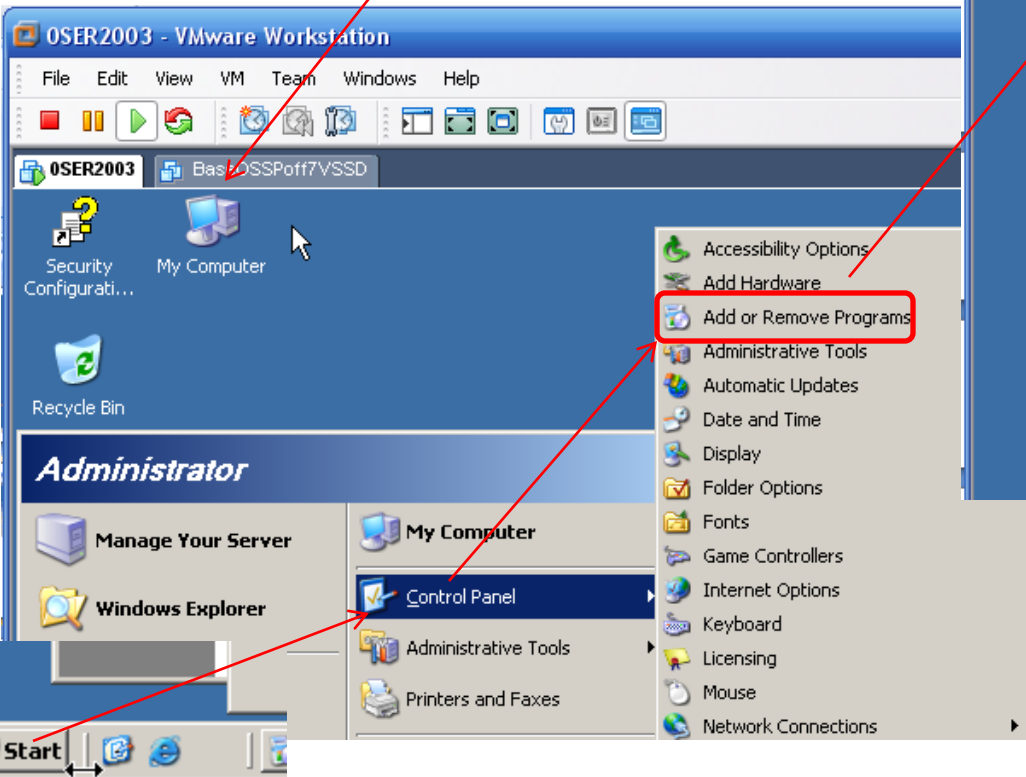 0SER2003 - VMware Workstation
File Edit View VM Team Windows Help
0SER2003 BaseOSSPoff7VSSD
Security
Configurati...
My Computer
Recycle Bin
Administrator
Manage Your Server
Windows Explorer
My Computer
Control Panel
Administrative Tools
Printers and Faxes
Accessibility Options
Add Hardware
Add or Remove Programs
Administrative Tools
Automatic Updates
Date and Time
Display
Folder Options
Fonts
Game Controllers
Internet Options
Keyboard
Licensing
Mouse
Network Connections
Start